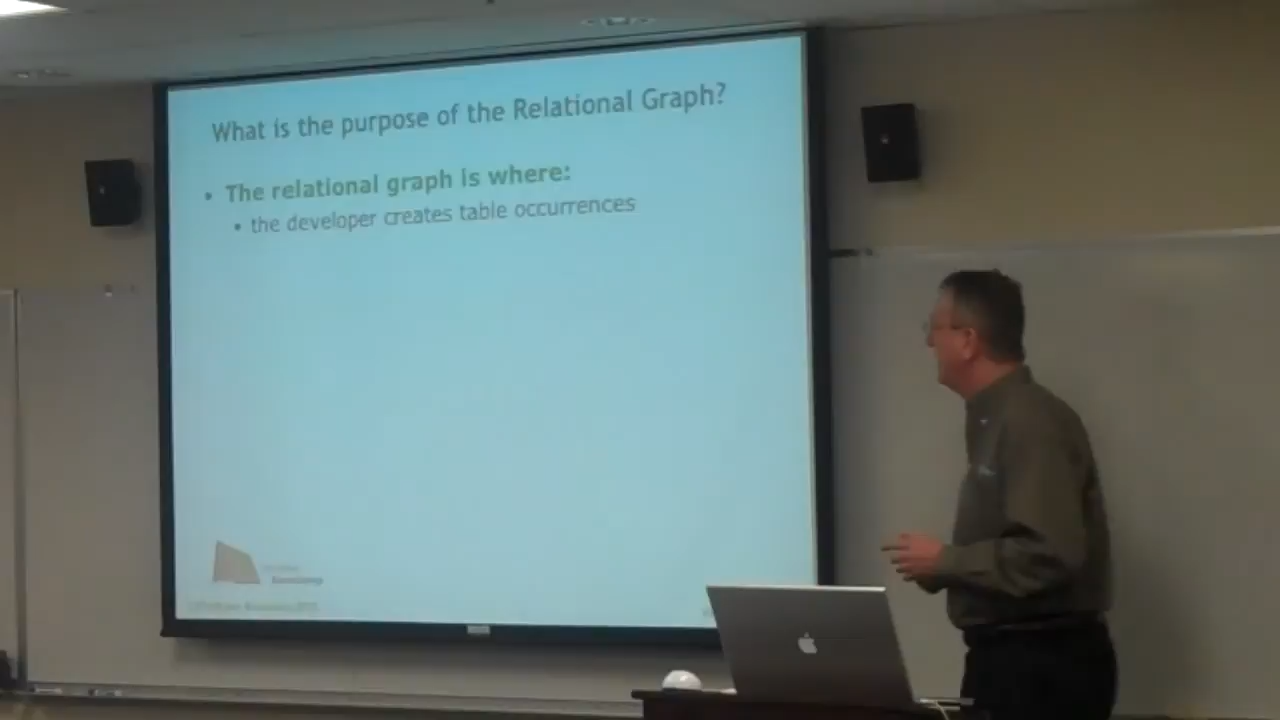 What is the purpose of the Relational Graph?
• The relational graph is where:
• the developer creates table occurrences